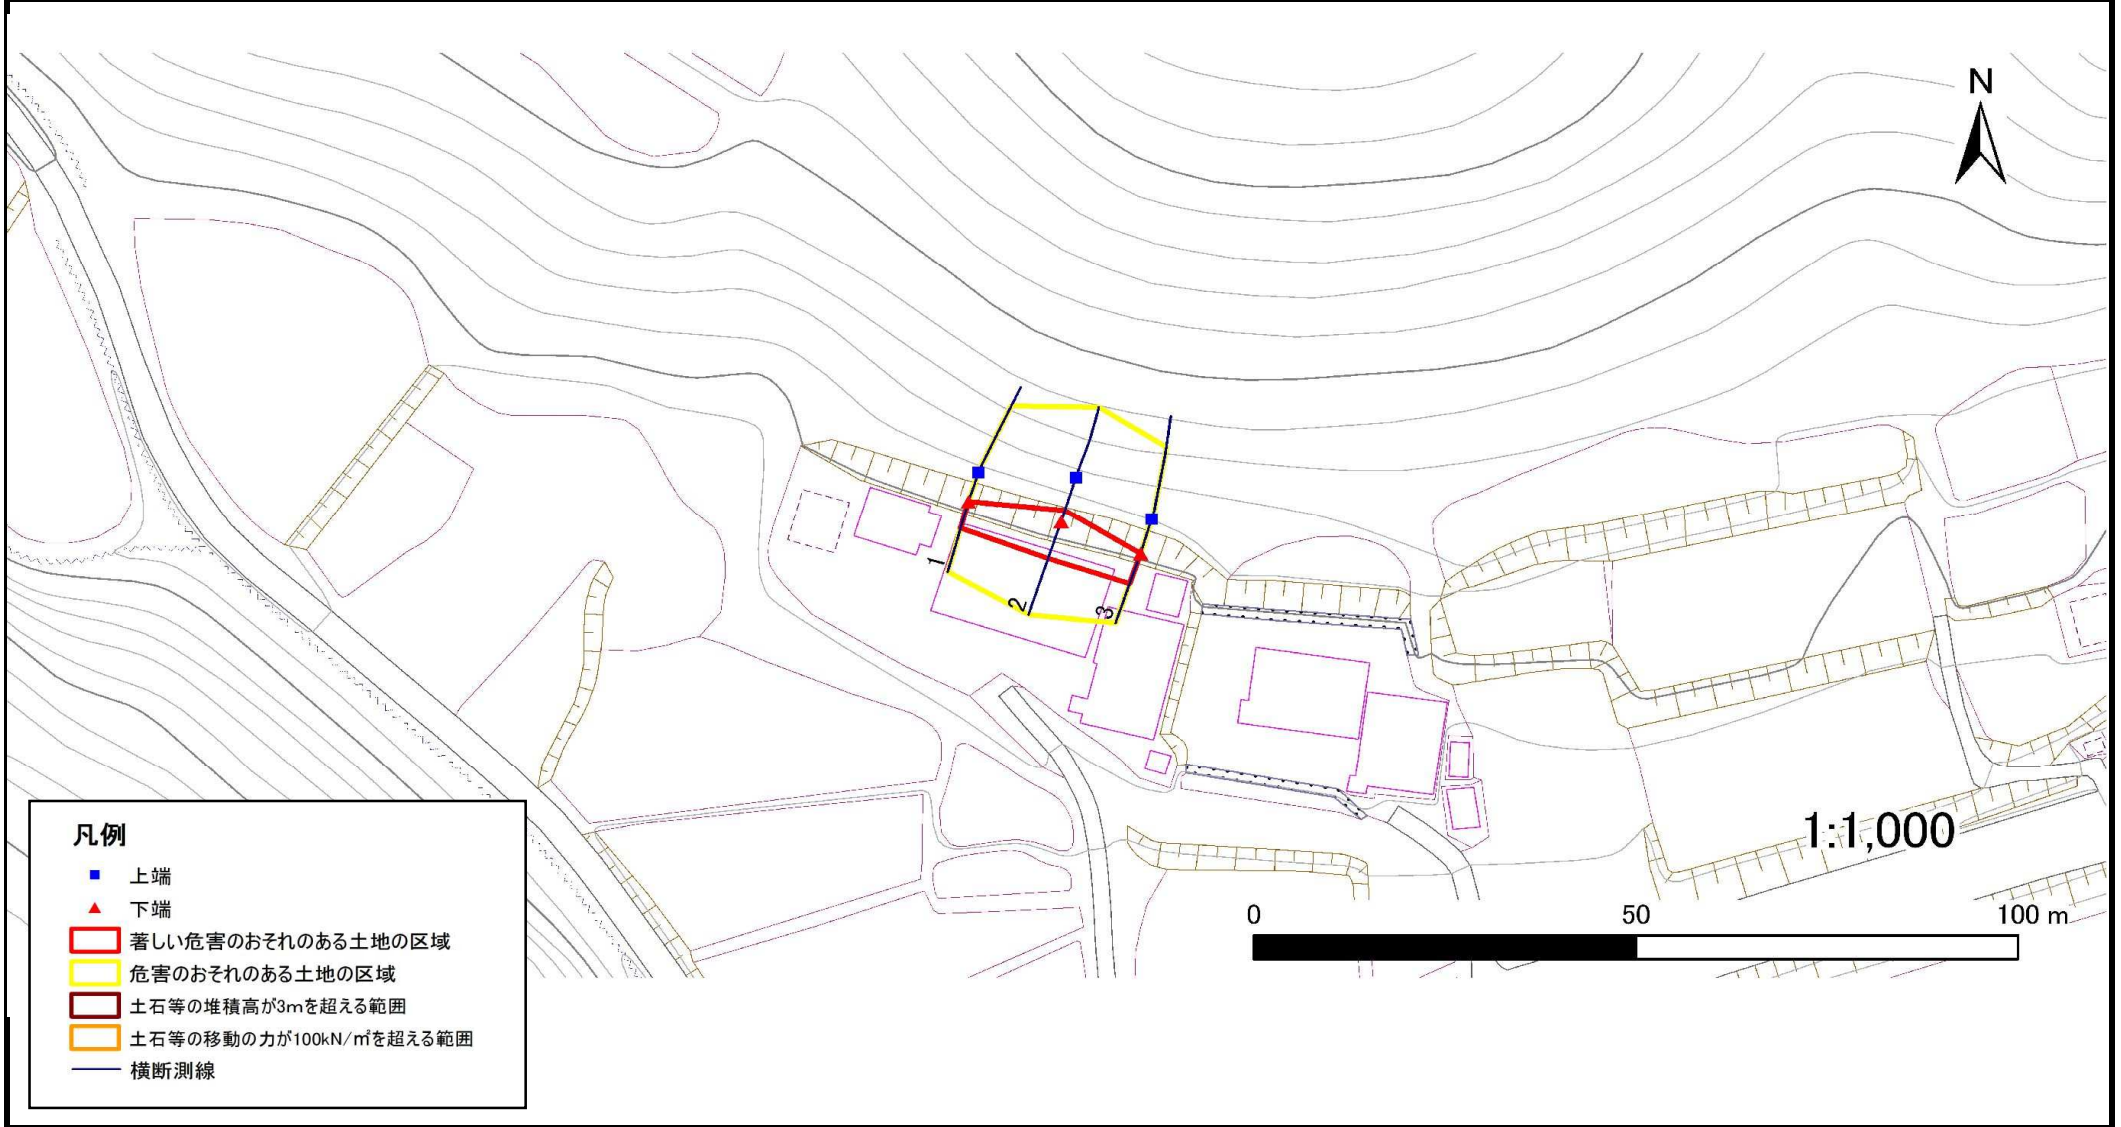 N
1
2
3
1:1,000
0 50 100 m
凡例
上端
下端
著しい危害のおそれのある土地の区域
危害のおそれのある土地の区域
土石等の堆積高が3mを超える範囲
土石等の移動の力が100kN/㎡を超える範囲
横断測線